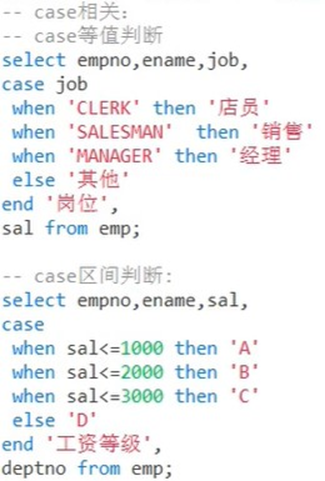 -- case相关:
-- case等值判断
select empno,ename,job,
case job
 when 'CLERK' then '店员'
 when 'SALESMAN'  then '销售'
 when 'MANAGER' then '经理'
 else '其他'
end '岗位',
sal from emp;

-- case区间判断:
select empno,ename,sal,
case
 when sal<=1000 then 'A'
 when sal<=2000 then 'B'
 when sal<=3000 then 'C'
 else 'D'
end '工资等级',
deptno from emp;